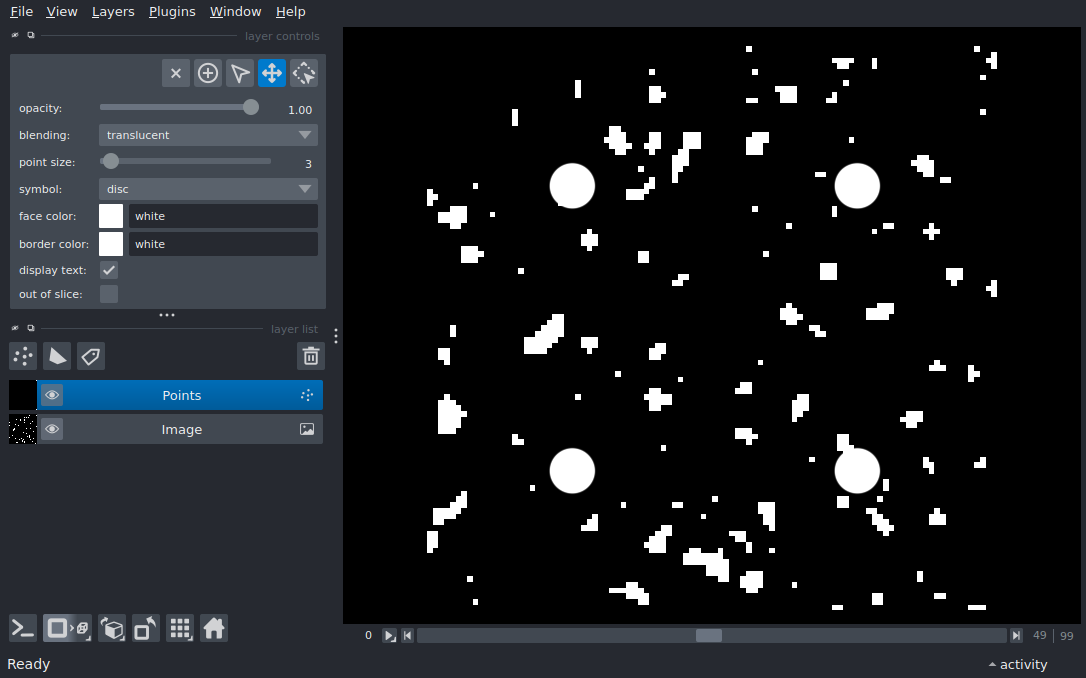 File View Layers Plugins Window Help
layer controls
opacity: 1.00
blending: translucent
point size: 3
symbol: disc
face color: white
border color: white
display text:
out of slice:
layer list
Points
Image
0 49 99
Ready activity